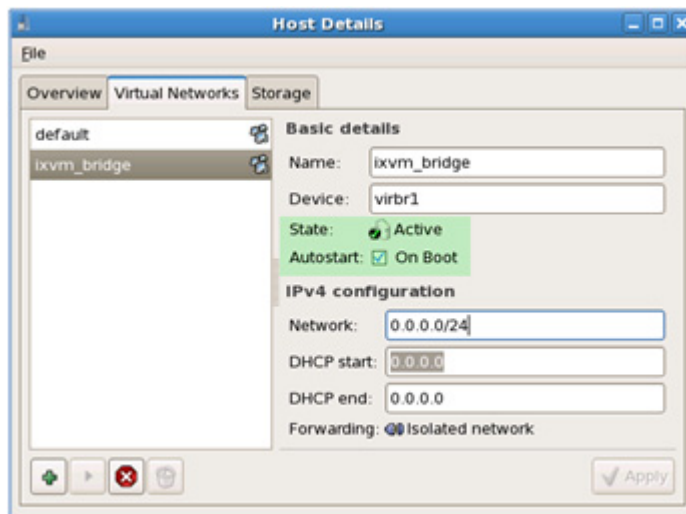 Host Details
File
Overview Virtual Networks Storage
default
ixvm_bridge
Basic details
Name: ixvm_bridge
Device: virbr1
State: Active
Autostart: On Boot
IPv4 configuration
Network: 0.0.0.0/24
DHCP start: 0.0.0.0
DHCP end: 0.0.0.0
Forwarding: Isolated network
Apply